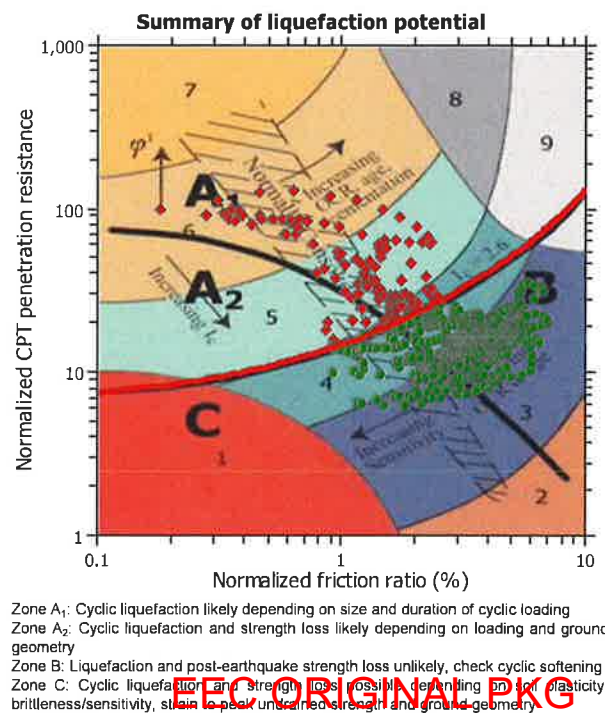 Summary of liquefaction potential
1,000
100
10
1
0.1
1
10
Normalized CPT penetration resistance
Normalized friction ratio (%)
7
8
9
φ'
A1
6
A2
5
B
4
3
C
1
2
Increasing
OCR, age,
cementation
Increasing Ic
Increasing
Sensitivity
Zone A₁: Cyclic liquefaction likely depending on size and duration of cyclic loading
Zone A₂: Cyclic liquefaction and strength loss likely depending on loading and ground
geometry
Zone B: Liquefaction and post-earthquake strength loss unlikely, check cyclic softening
Zone C: Cyclic liquefaction and strength loss possible depending on soil plasticity
brittleness/sensitivity, strain to peak undrained strength and ground geometry
EEC ORIGINAL PKG